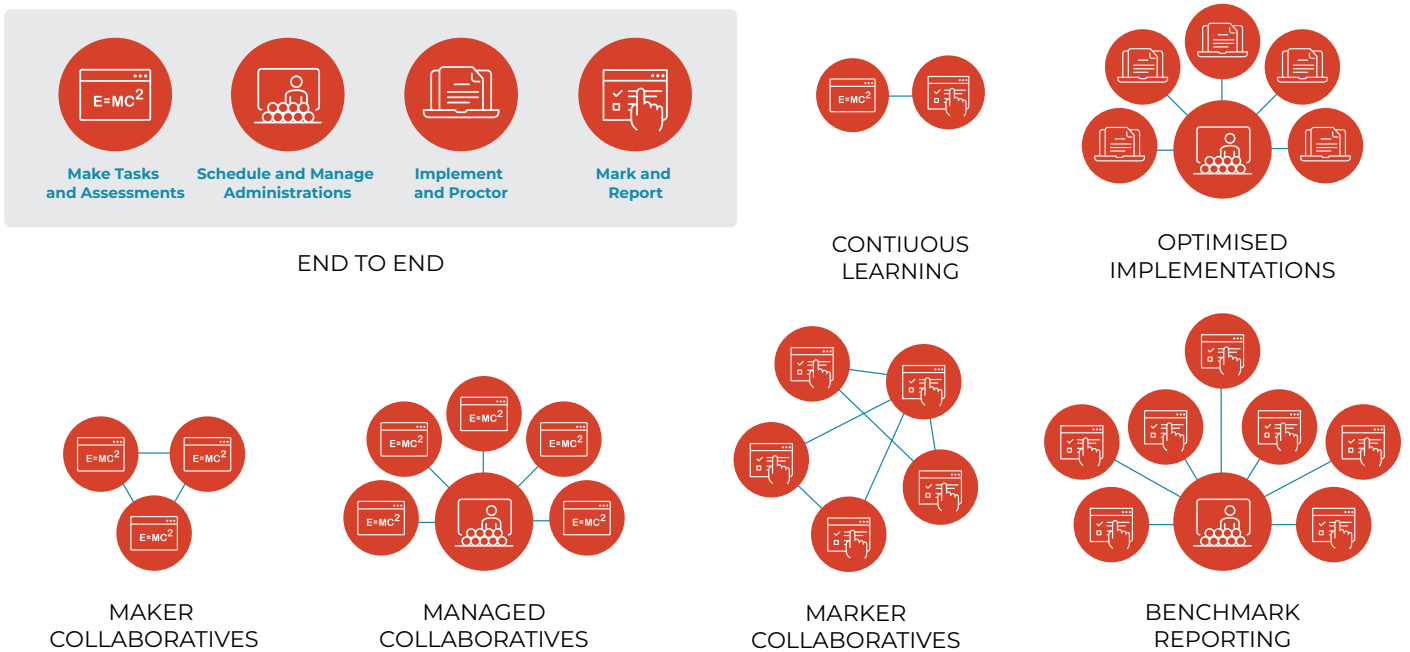 E=MC2
Make Tasks
and Assessments
Schedule and Manage
Administrations
Implement
and Proctor
Mark and
Report
END TO END
E=MC2
CONTIUOUS
LEARNING
OPTIMISED
IMPLEMENTATIONS
E=MC2
E=MC2
E=MC2
MAKER
COLLABORATIVES
E=MC2
E=MC2
E=MC2
E=MC2
E=MC2
MANAGED
COLLABORATIVES
MARKER
COLLABORATIVES
BENCHMARK
REPORTING